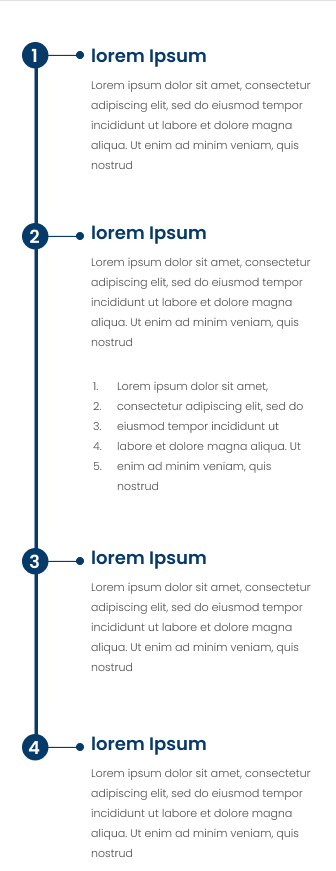 1 lorem Ipsum
Lorem ipsum dolor sit amet, consectetur
adipiscing elit, sed do eiusmod tempor
incididunt ut labore et dolore magna
aliqua. Ut enim ad minim veniam, quis
nostrud
2 lorem Ipsum
Lorem ipsum dolor sit amet, consectetur
adipiscing elit, sed do eiusmod tempor
incididunt ut labore et dolore magna
aliqua. Ut enim ad minim veniam, quis
nostrud
1. Lorem ipsum dolor sit amet,
2. consectetur adipiscing elit, sed do
3. eiusmod tempor incididunt ut
4. labore et dolore magna aliqua. Ut
5. enim ad minim veniam, quis
nostrud
3 lorem Ipsum
Lorem ipsum dolor sit amet, consectetur
adipiscing elit, sed do eiusmod tempor
incididunt ut labore et dolore magna
aliqua. Ut enim ad minim veniam, quis
nostrud
4 lorem Ipsum
Lorem ipsum dolor sit amet, consectetur
adipiscing elit, sed do eiusmod tempor
incididunt ut labore et dolore magna
aliqua. Ut enim ad minim veniam, quis
nostrud